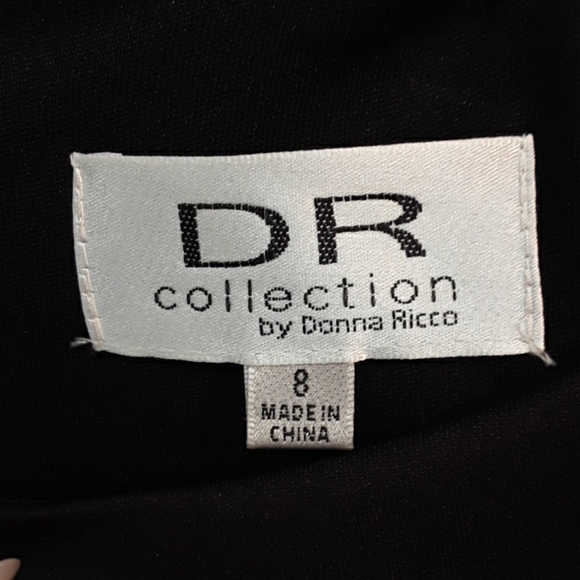 DR
collection
by Donna Ricco
8
MADE IN
CHINA